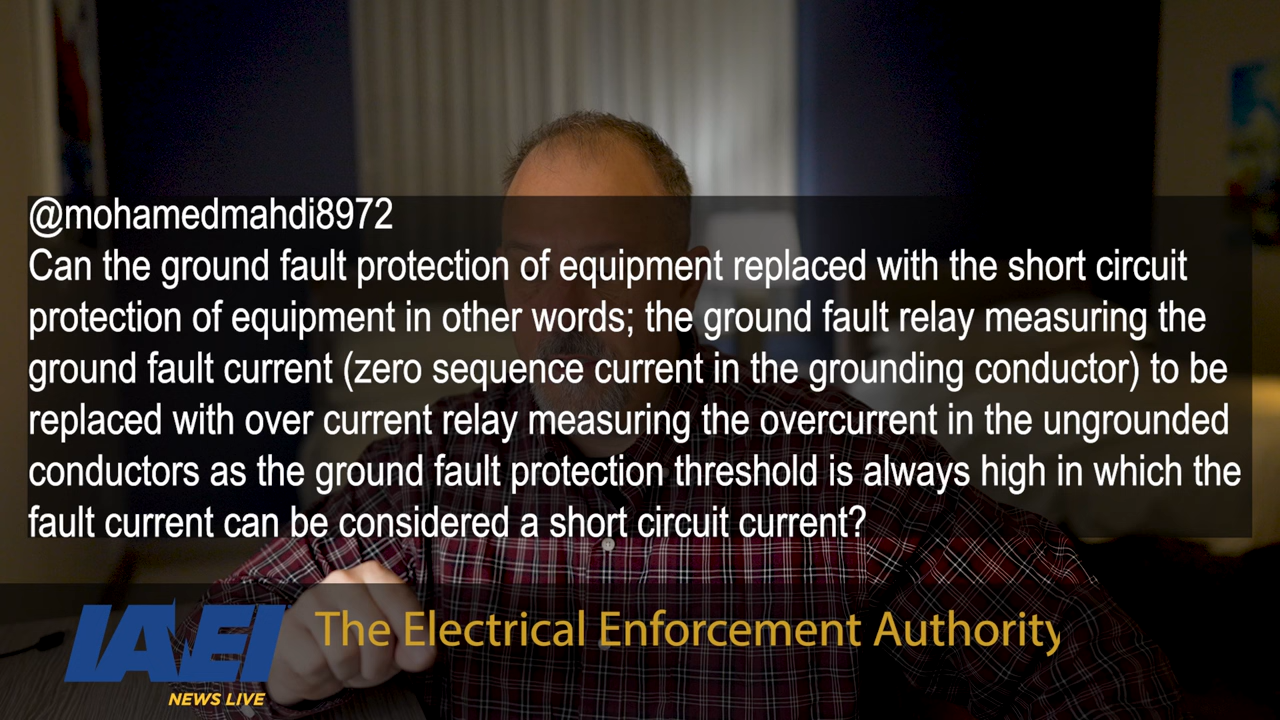 @mohamedmahdi8972
Can the ground fault protection of equipment replaced with the short circuit
protection of equipment in other words; the ground fault relay measuring the
ground fault current (zero sequence current in the grounding conductor) to be
replaced with over current relay measuring the overcurrent in the ungrounded
conductors as the ground fault protection threshold is always high in which the
fault current can be considered a short circuit current?
IAEI The Electrical Enforcement Authority
NEWS LIVE